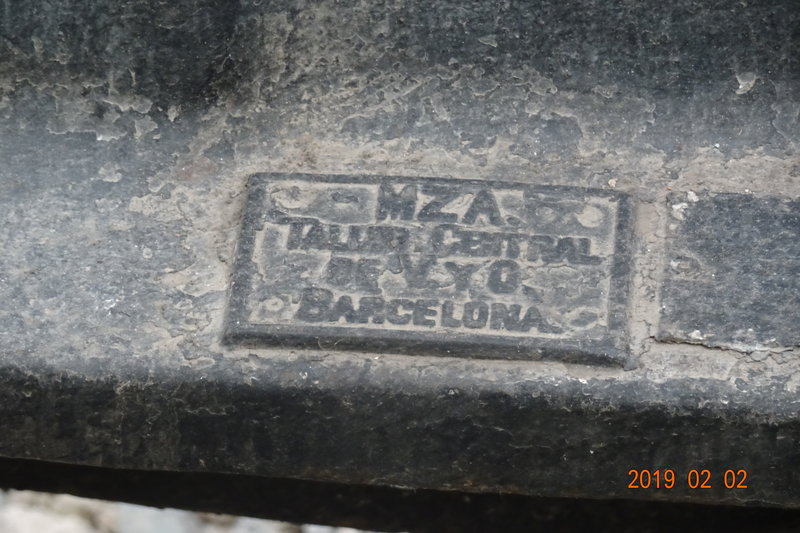 MZA.
TALLER CENTRAL
DE V. Y O.
BARCELONA.
2019 02 02